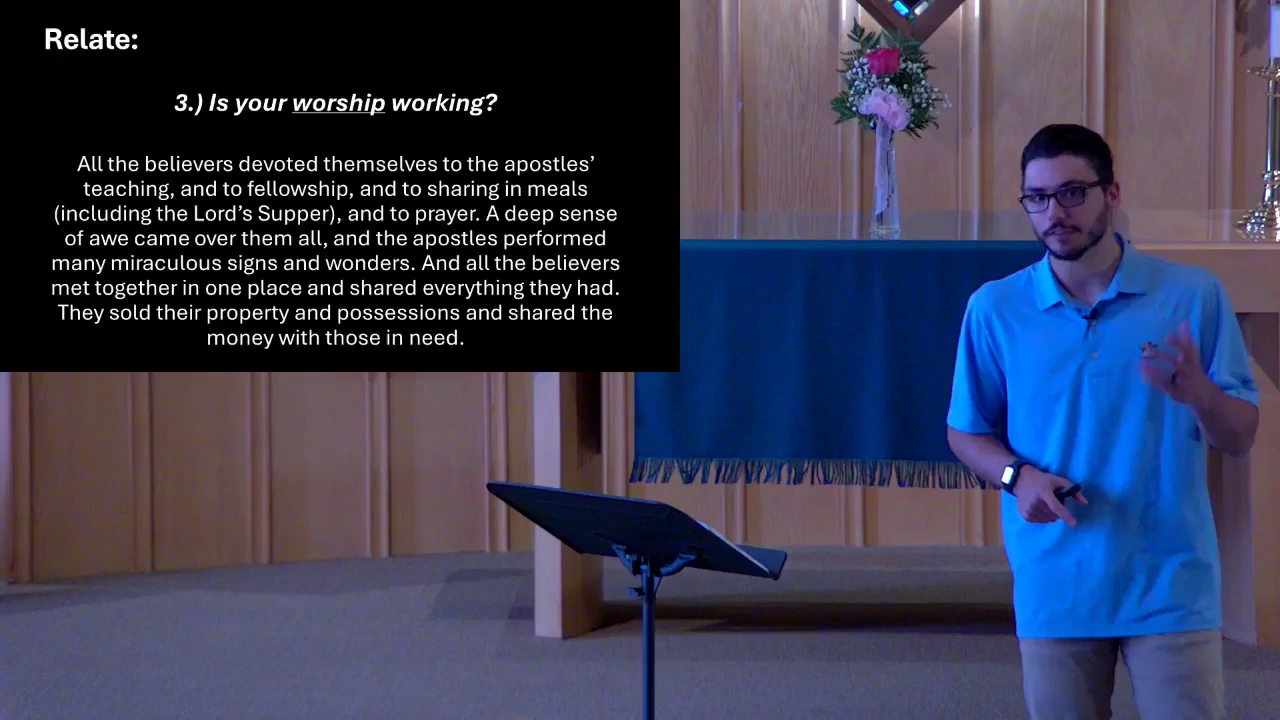 Relate:
3.) Is your worship working?
All the believers devoted themselves to the apostles’
teaching, and to fellowship, and to sharing in meals
(including the Lord’s Supper), and to prayer. A deep sense
of awe came over them all, and the apostles performed
many miraculous signs and wonders. And all the believers
met together in one place and shared everything they had.
They sold their property and possessions and shared the
money with those in need.